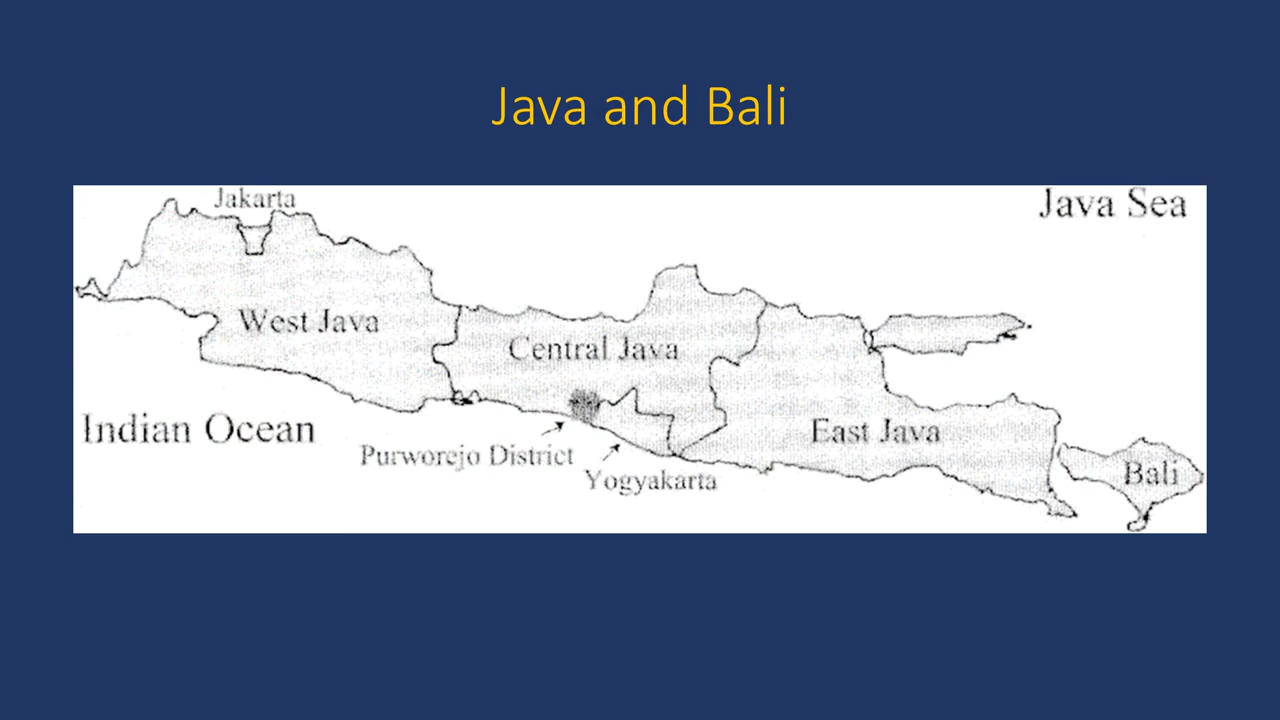 Java and Bali
Jakarta
Java Sea
West Java
Central Java
Indian Ocean
East Java
Purworejo District
Yogyakarta
Bali